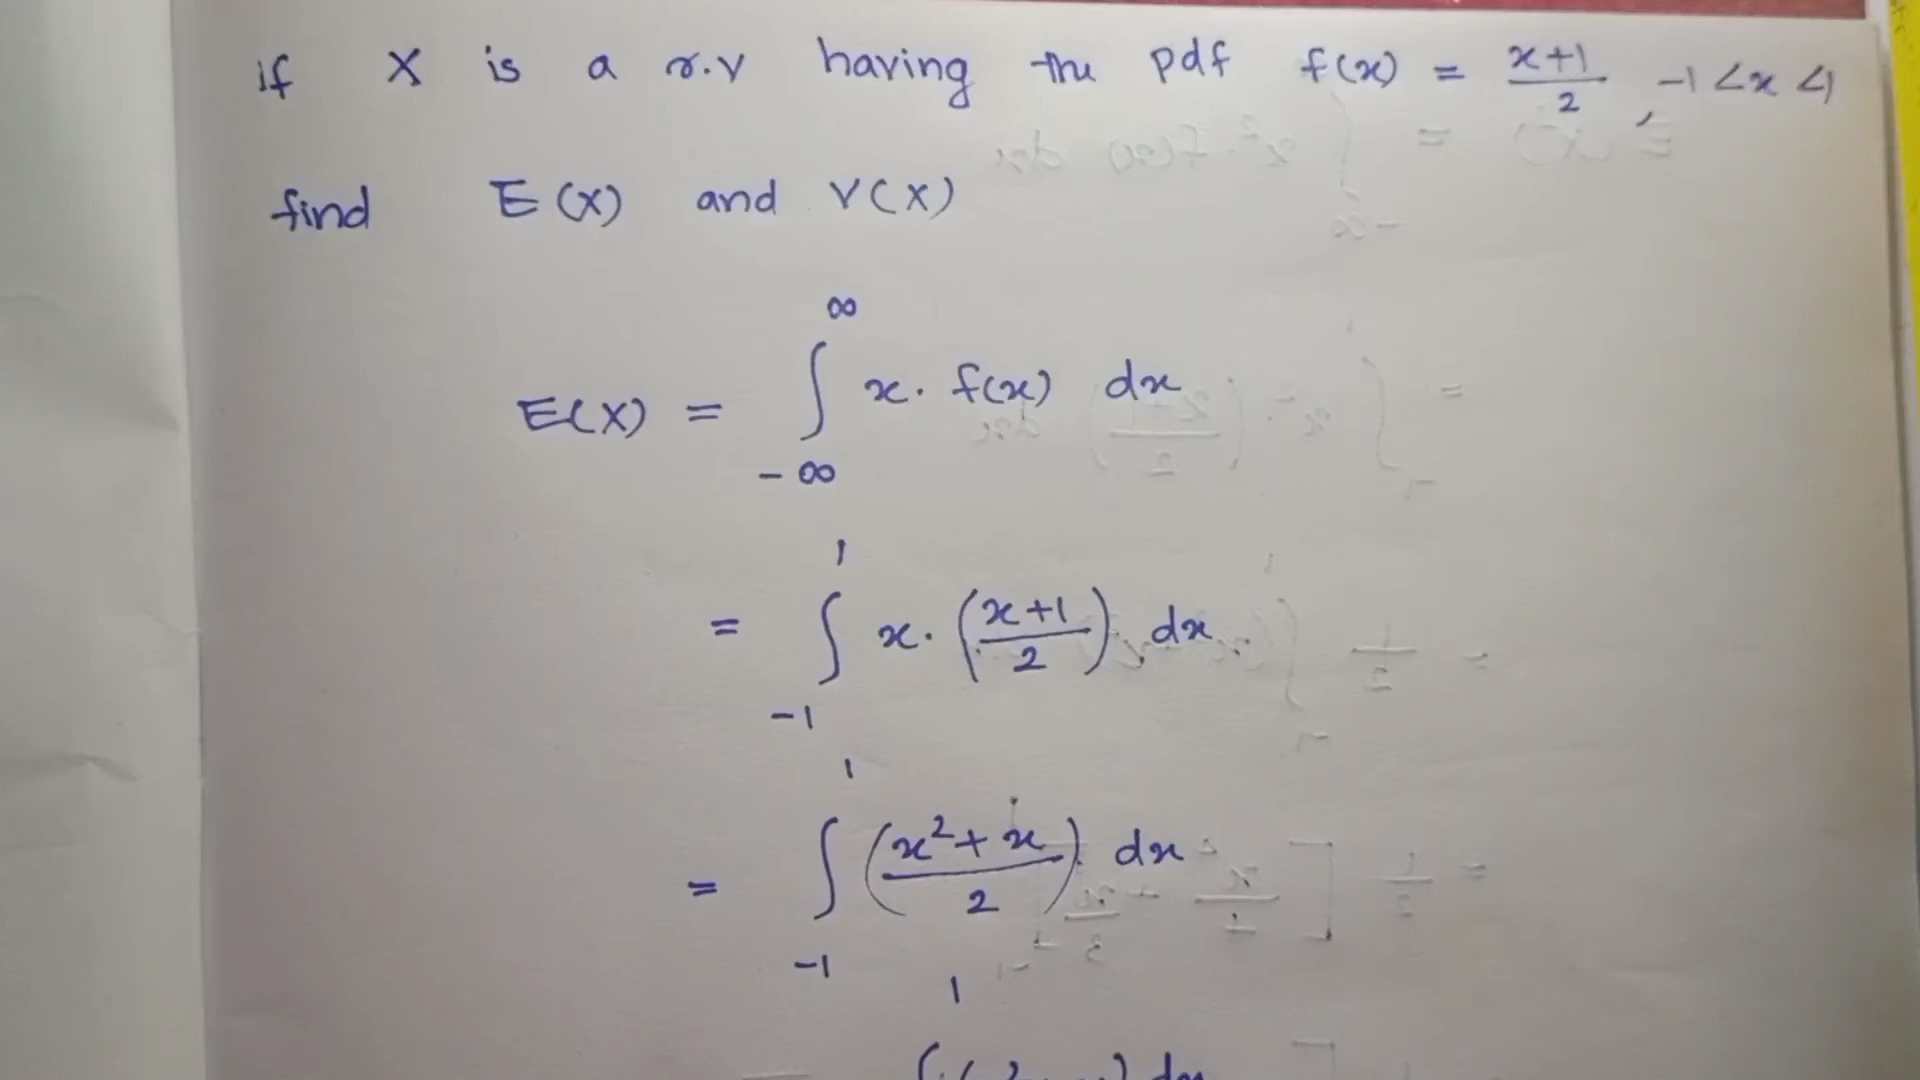 If X is a r.v having the pdf f(x) = x+1/2, -1<x<1
find E(X) and V(X)
E(X) = ∫_{-∞}^{∞} x. f(x) dx
= ∫_{-1}^{1} x. (x+1/2) dx
= ∫_{-1}^{1} (x²+x/2) dx
1